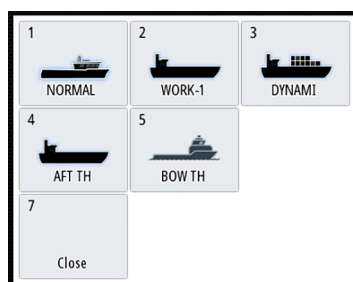 1
NORMAL
2
WORK-1
3
DYNAMI
4
AFT TH
5
BOW TH
7
Close